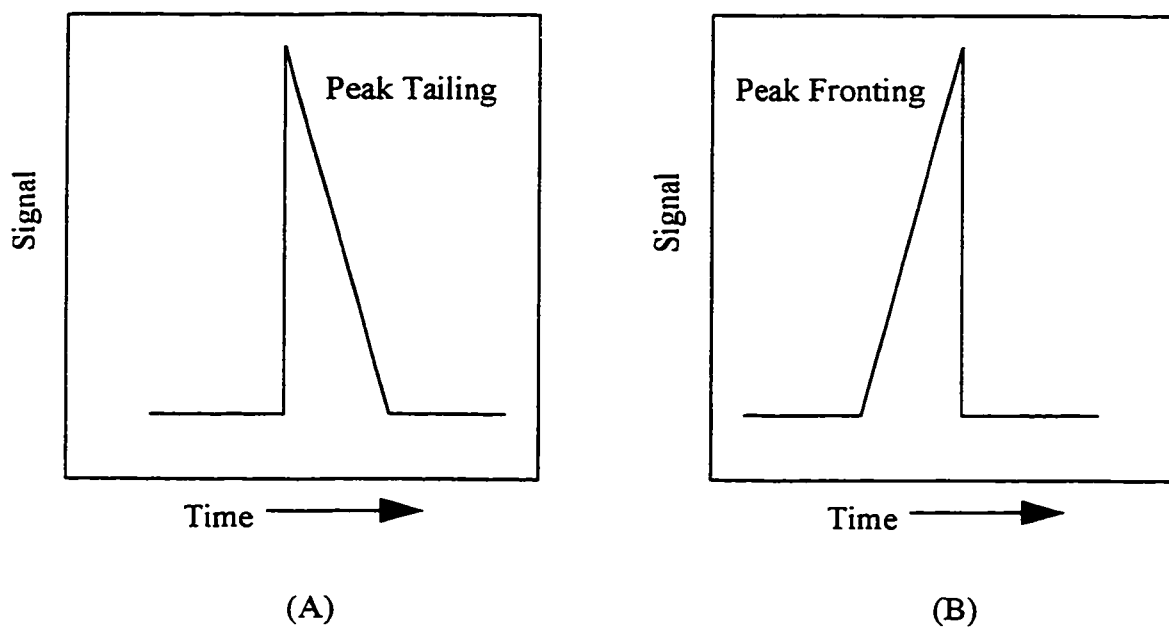 Peak Tailing
Signal
Time
(A)
Peak Fronting
Signal
Time
(B)